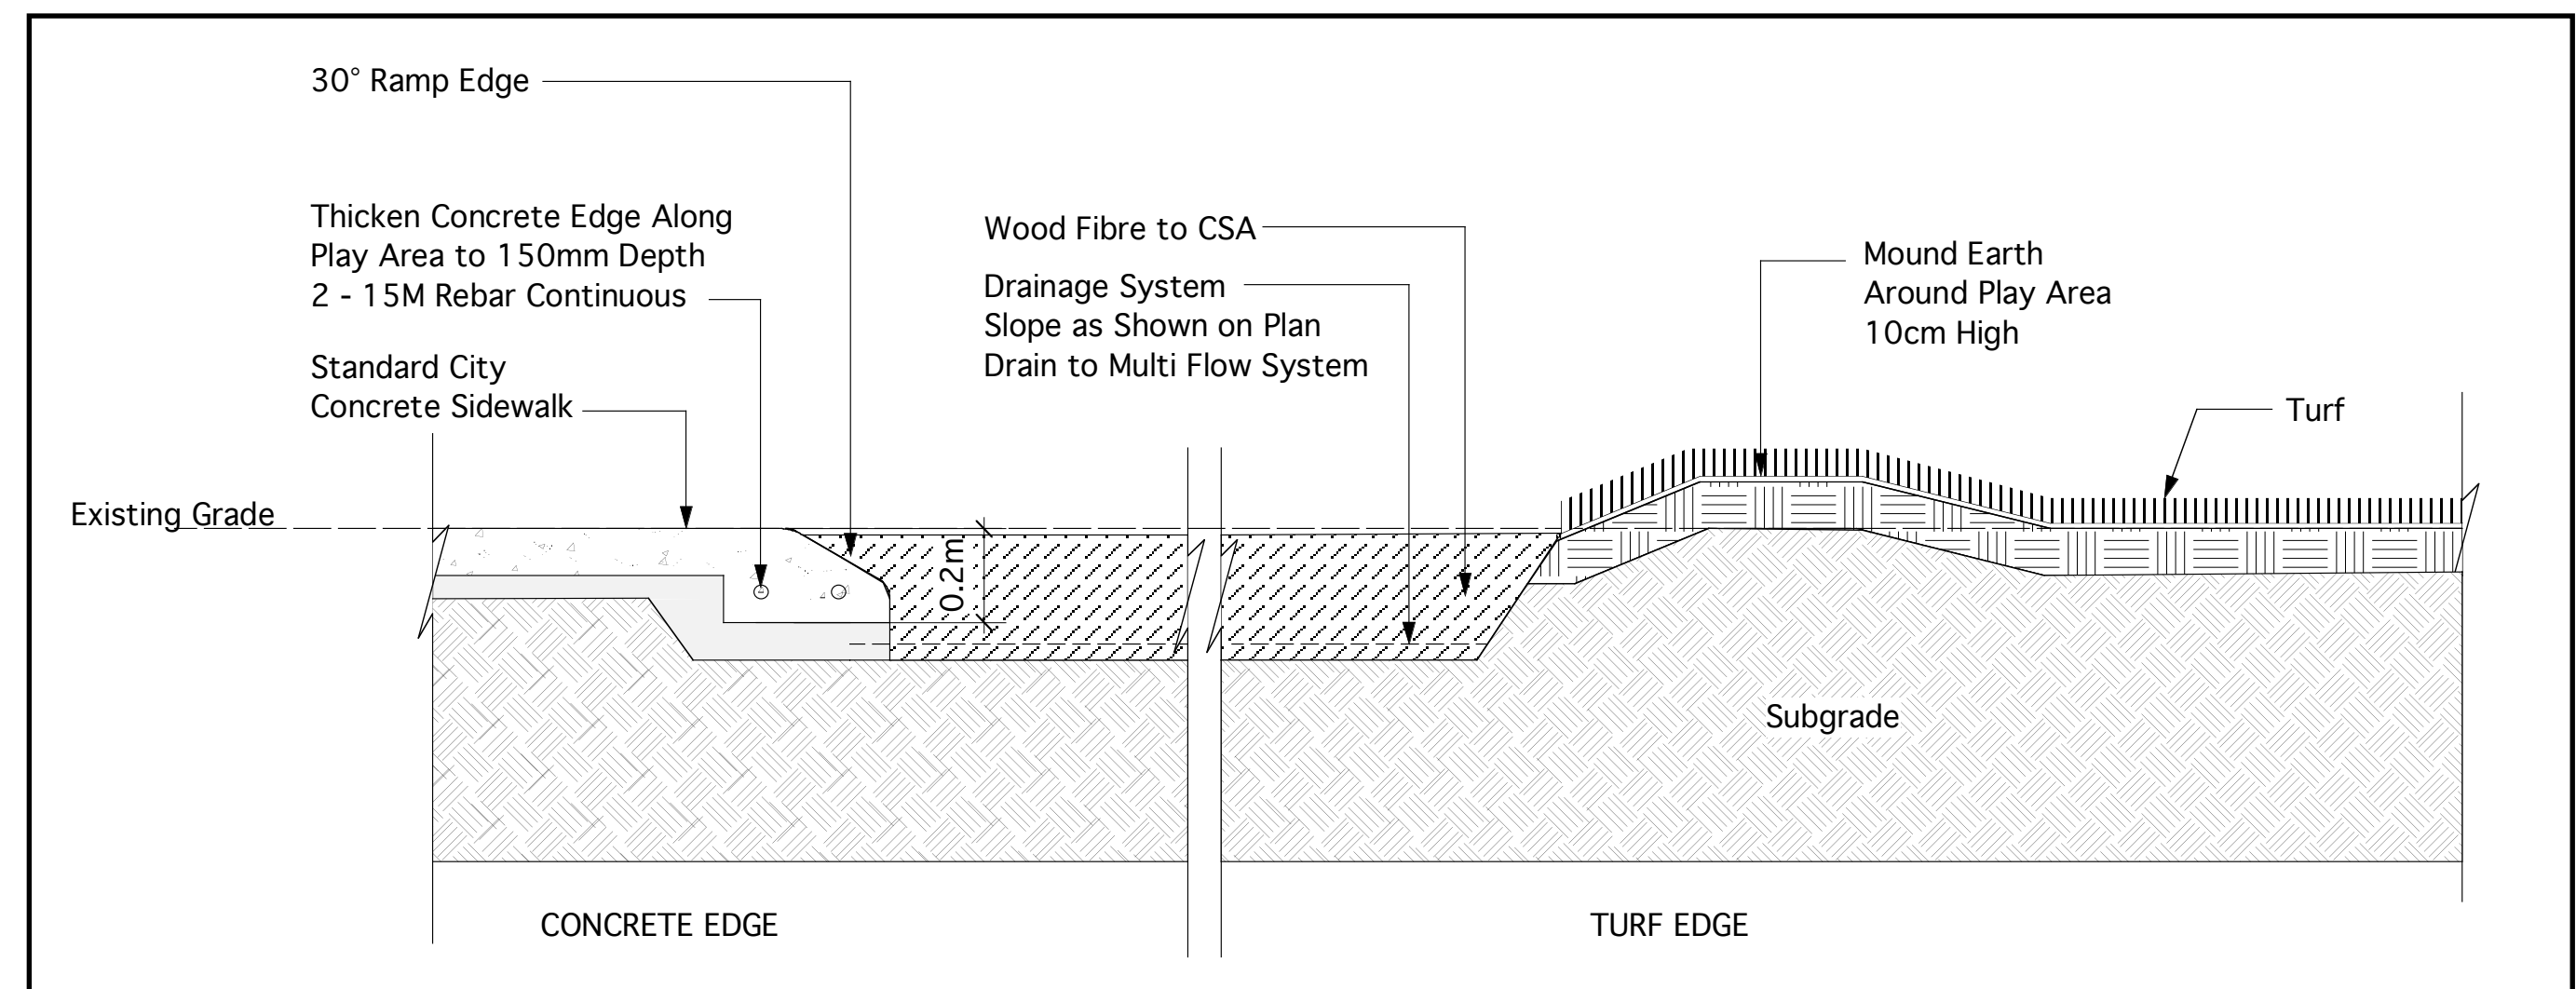 30° Ramp Edge
Thicken Concrete Edge Along
Play Area to 150mm Depth
2 - 15M Rebar Continuous
Standard City
Concrete Sidewalk
Existing Grade
Wood Fibre to CSA
Drainage System
Slope as Shown on Plan
Drain to Multi Flow System
Mound Earth
Around Play Area
10cm High
Turf
0.2m
Subgrade
CONCRETE EDGE
TURF EDGE